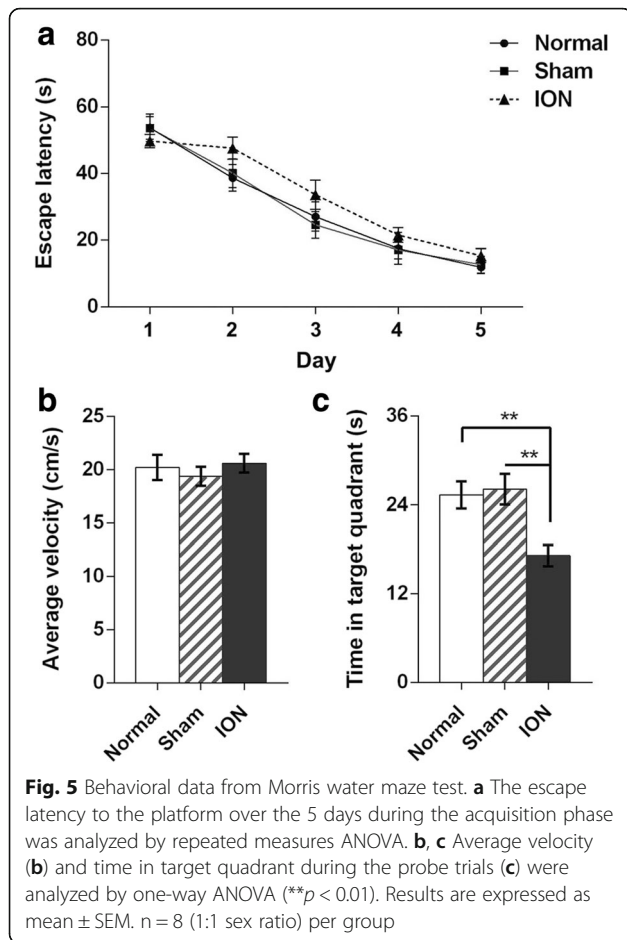 a
Normal
Sham
ION
Escape latency (s)
80
60
40
20
0
1 2 3 4 5
Day
b
Average velocity (cm/s)
25
20
15
10
5
0
Normal Sham ION
c
Time in target quadrant (s)
36
24
12
0
**
**
Normal Sham ION
Fig. 5 Behavioral data from Morris water maze test. a The escape
latency to the platform over the 5 days during the acquisition phase
was analyzed by repeated measures ANOVA. b, c Average velocity
(b) and time in target quadrant during the probe trials (c) were
analyzed by one-way ANOVA (**p < 0.01). Results are expressed as
mean ± SEM. n = 8 (1:1 sex ratio) per group